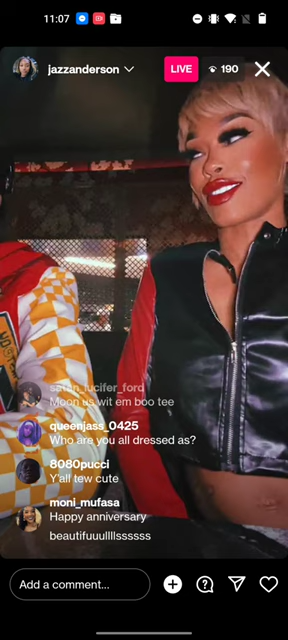 11:07
jazzanderson
LIVE
190
satan_lucifer_ford
Moon us wit em boo tee
queenjass_0425
Who are you all dressed as?
8080pucci
Y'all tew cute
moni_mufasa
Happy anniversary
beautifuuullllssssss
Add a comment...